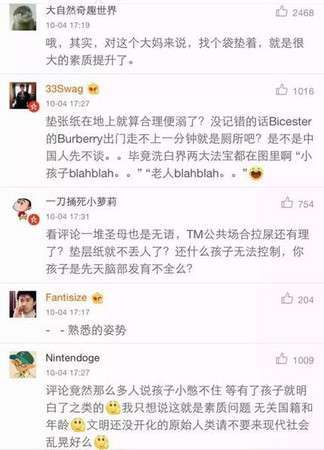 大自然奇趣世界
2468
10-04 17:19
哦，其实，对这个大妈来说，找个袋垫着，就是很
大的素质提升了。
33Swag
1016
10-04 17:27
垫张纸在地上就算合理便溺了？没记错的话Bicester
的Burberry出门走不上一分钟就是厕所吧？是不是中
国人先不谈。。毕竟洗白界两大法宝都在图里啊 “小
孩子blahblah。。”“老人blahblah。。”
一刀捅死小萝莉
754
10-04 17:31
看评论一堆圣母也是无语，TM公共场合拉屎还有理
了？垫层纸就不丢人了？还什么孩子无法控制，你
孩子是先天脑部发育不全么？
Fantisize
204
10-04 17:17
- - 熟悉的姿势
Nintendoge
1009
10-04 17:27
评论竟然那么多人说孩子小憋不住 等有了孩子就明
白了之类的我只想说这就是素质问题 无关国籍和
年龄文明还没开化的原始人类请不要来现代社会
乱晃好么